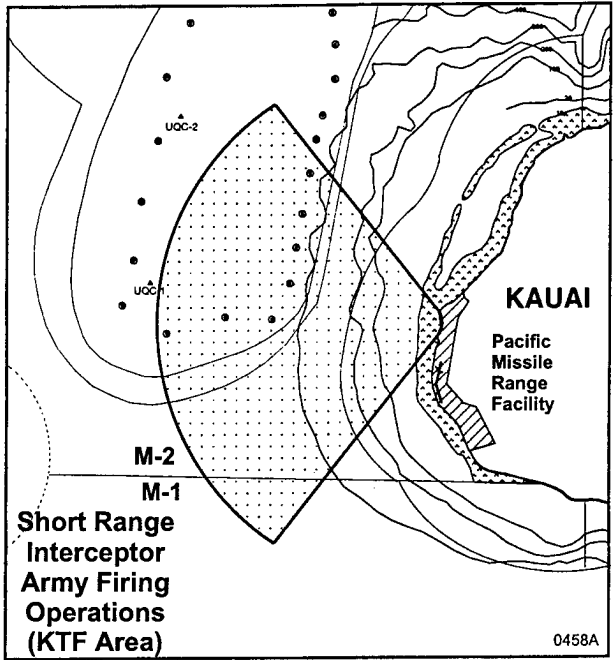 UQC-2
UQC-1
KAUAI
Pacific
Missile
Range
Facility
M-2
M-1
Short Range
Interceptor
Army Firing
Operations
(KTF Area)
0458A